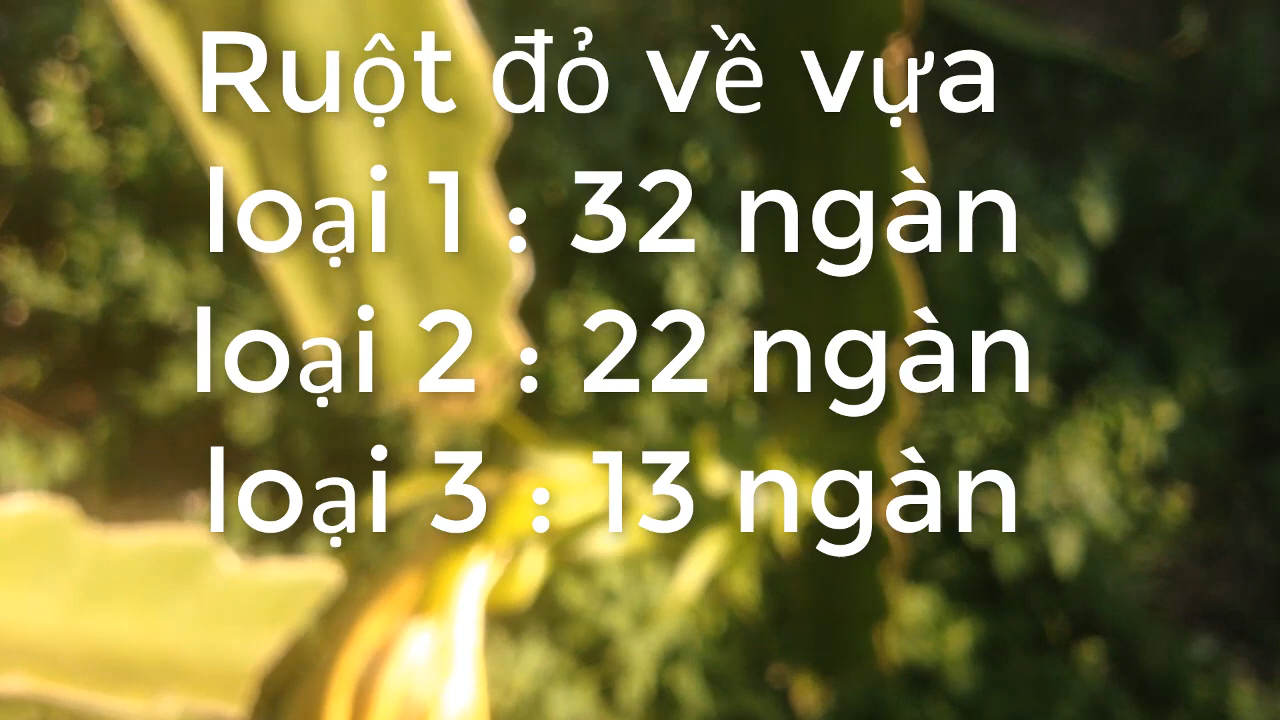 Ruột đỏ về vựa
loại 1 : 32 ngàn
loại 2 : 22 ngàn
loại 3 : 13 ngàn